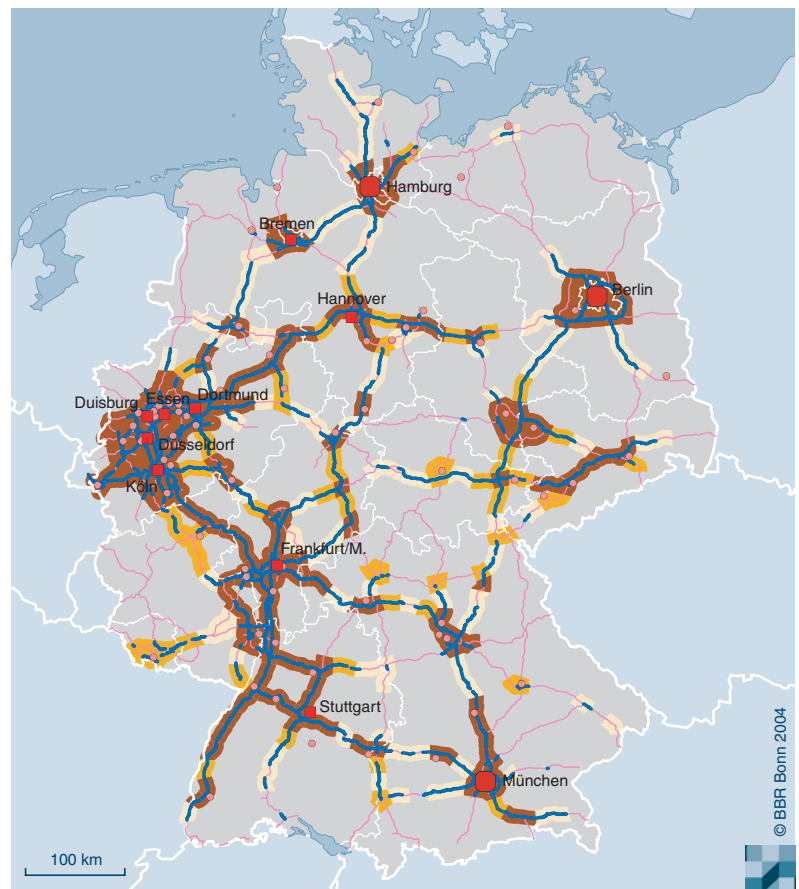 Hamburg
Bremen
Berlin
Hannover
Duisburg
Essen
Dortmund
Düsseldorf
Köln
Frankfurt/M.
Stuttgart
München
100 km
© BBR Bonn 2004